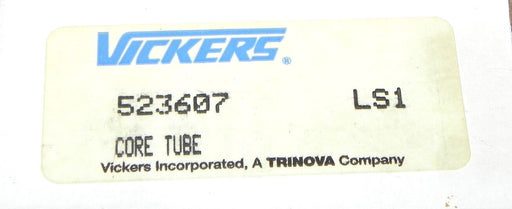 VICKERS®
523607 LS1
CORE TUBE
Vickers Incorporated, A TRINOVA Company